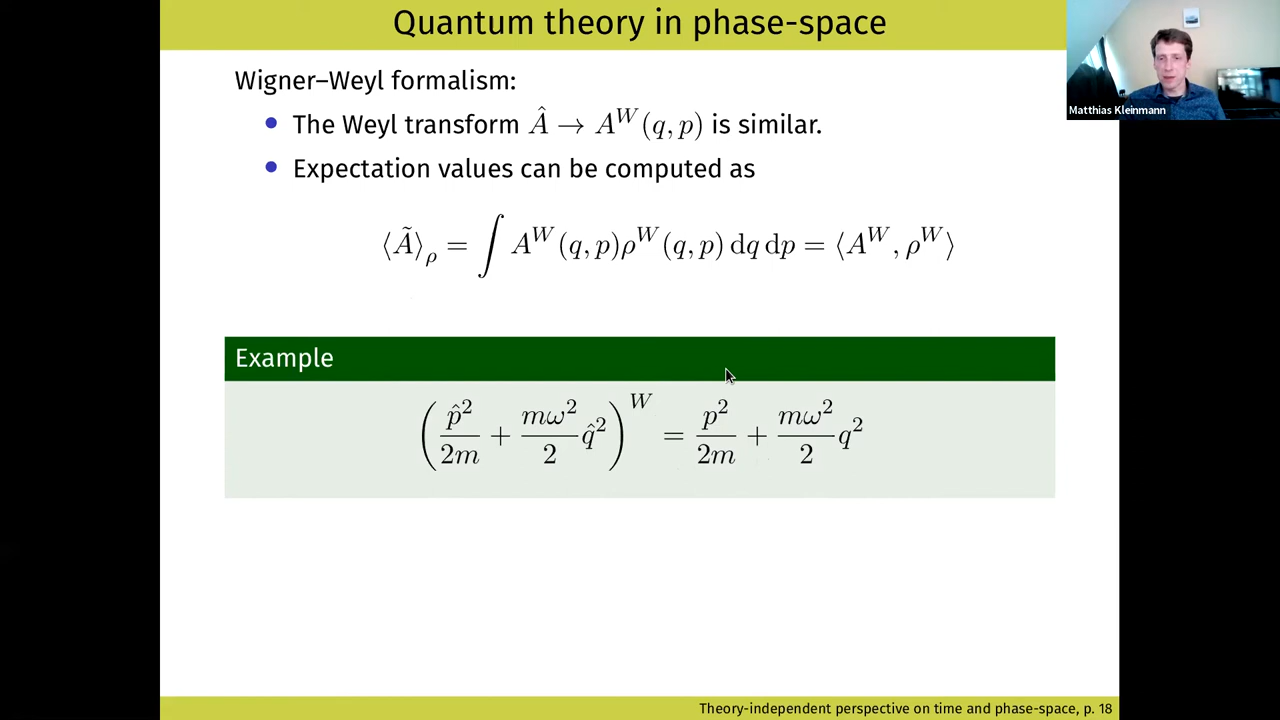 Quantum theory in phase-space
Matthias Kleinmann
Wigner–Weyl formalism:
• The Weyl transform Â → A^W(q, p) is similar.
• Expectation values can be computed as
⟨Ã⟩_ρ = ∫ A^W(q, p)ρ^W(q, p) dq dp = ⟨A^W, ρ^W⟩
Example
(p̂²/2m + mω²/2 q̂²)^W = p²/2m + mω²/2 q²
Theory-independent perspective on time and phase-space, p. 18